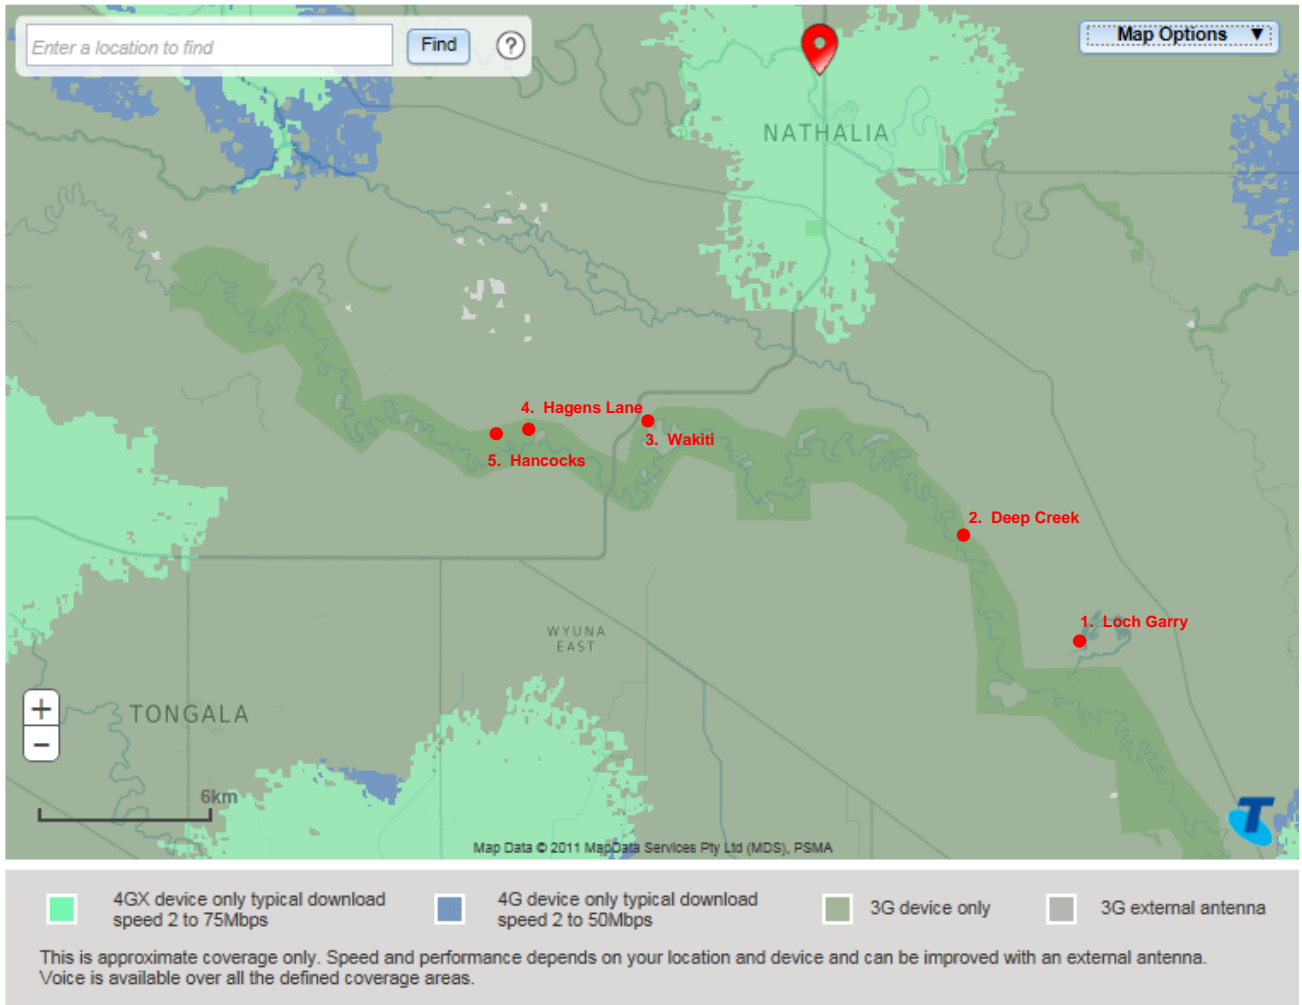 Enter a location to find
Find
?
Map Options ▼
NATHALIA
4. Hagens Lane
3. Wakiti
5. Hancocks
2. Deep Creek
1. Loch Garry
WYUNA
EAST
+
−
TONGALA
6km
T
Map Data © 2011 MapData Services Pty Ltd (MDS), PSMA
4GX device only typical download
speed 2 to 75Mbps
4G device only typical download
speed 2 to 50Mbps
3G device only
3G external antenna
This is approximate coverage only. Speed and performance depends on your location and device and can be improved with an external antenna.
Voice is available over all the defined coverage areas.